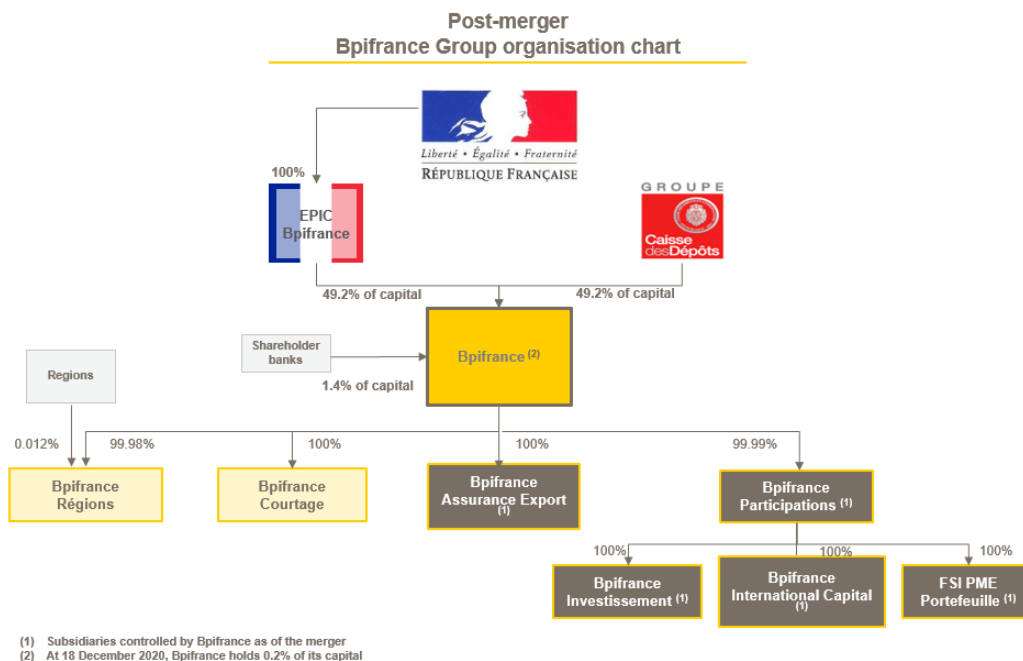 Post-merger
Bpifrance Group organisation chart
Liberté • Égalité • Fraternité
RÉPUBLIQUE FRANÇAISE
100%
EPIC
Bpifrance
GROUPE
Caisse
desDépôts
49.2% of capital
49.2% of capital
Shareholder
banks
Bpifrance (2)
1.4% of capital
Regions
0.012%
99.98%
100%
100%
99.99%
Bpifrance
Régions
Bpifrance
Courtage
Bpifrance
Assurance Export
(1)
Bpifrance
Participations (1)
100%
100%
100%
Bpifrance
Investissement (1)
Bpifrance
International Capital
(1)
FSI PME
Portefeuille (1)
(1) Subsidiaries controlled by Bpifrance as of the merger
(2) At 18 December 2020, Bpifrance holds 0.2% of its capital